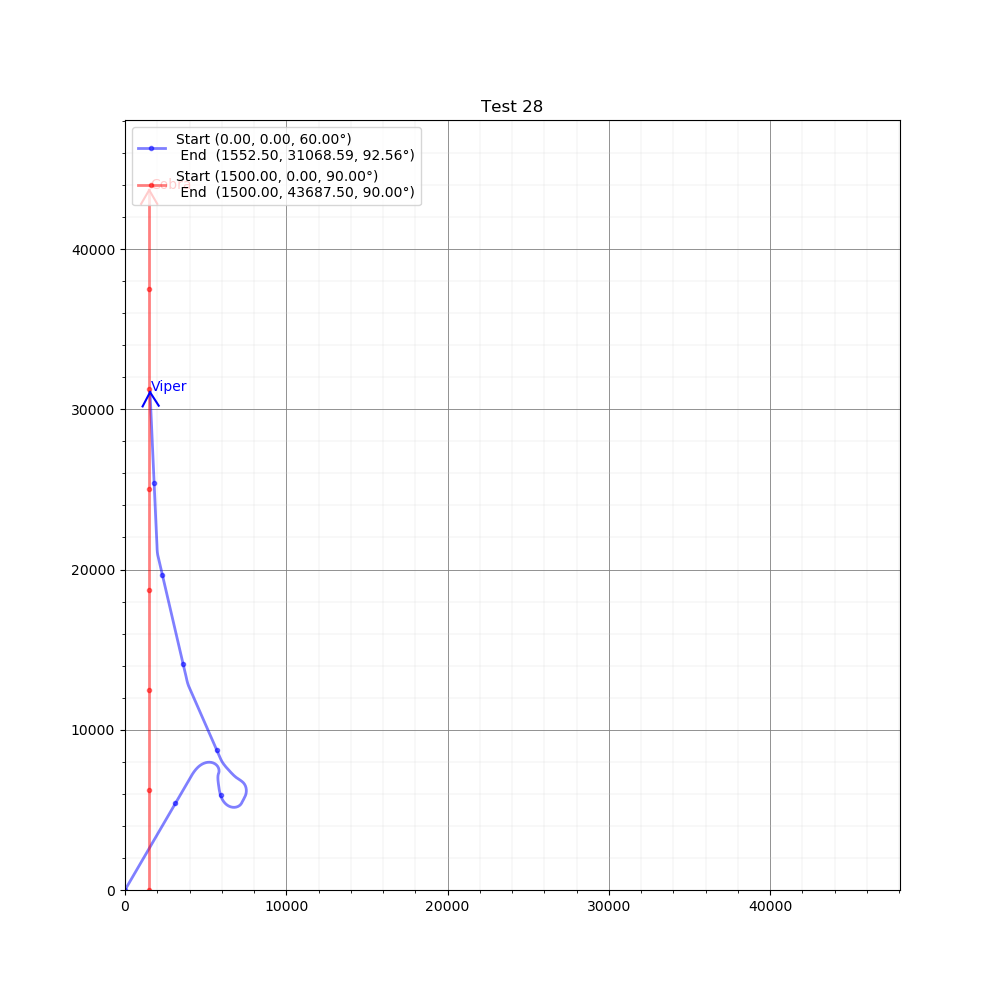 Test 28
Start (0.00, 0.00, 60.00°)
End (1552.50, 31068.59, 92.56°)
Start (1500.00, 0.00, 90.00°)
End (1500.00, 43687.50, 90.00°)
Cobra
40000
Viper
30000
20000
10000
0
0 10000 20000 30000 40000